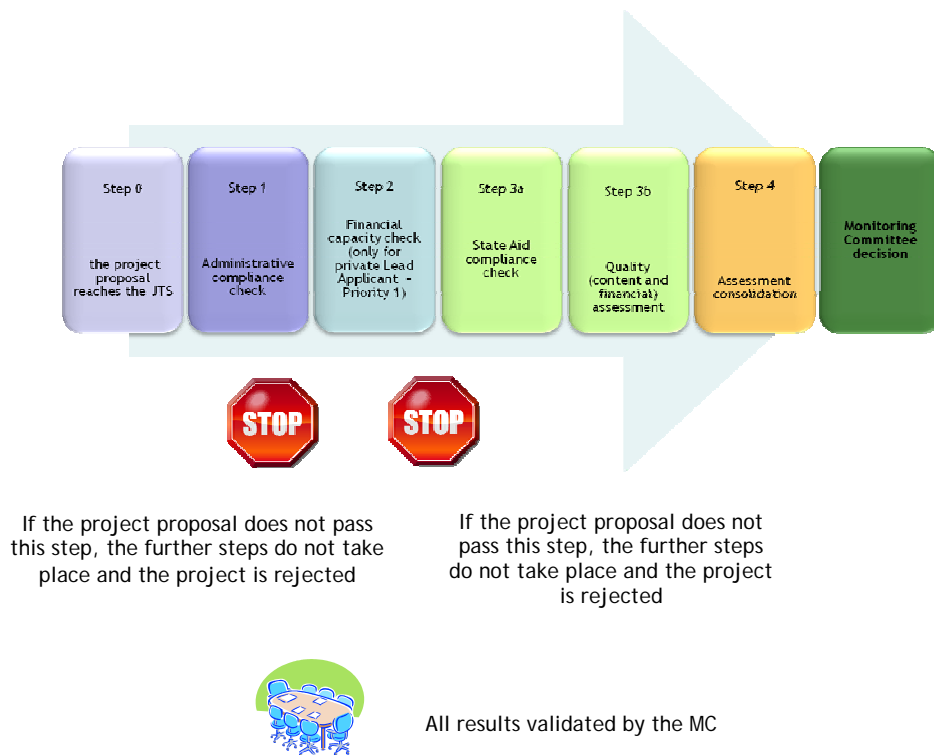 Step 0
the project
proposal
reaches the JTS
Step 1
Administrative
compliance
check
Step 2
Financial
capacity check
(only for
private Lead
Applicant –
Priority 1)
Step 3a
State Aid
compliance
check
Step 3b
Quality
(content and
financial)
assessment
Step 4
Assessment
consolidation
Monitoring
Committee
decision
STOP
STOP
If the project proposal does not pass
this step, the further steps do not take
place and the project is rejected
If the project proposal does not
pass this step, the further steps
do not take place and the project
is rejected
All results validated by the MC